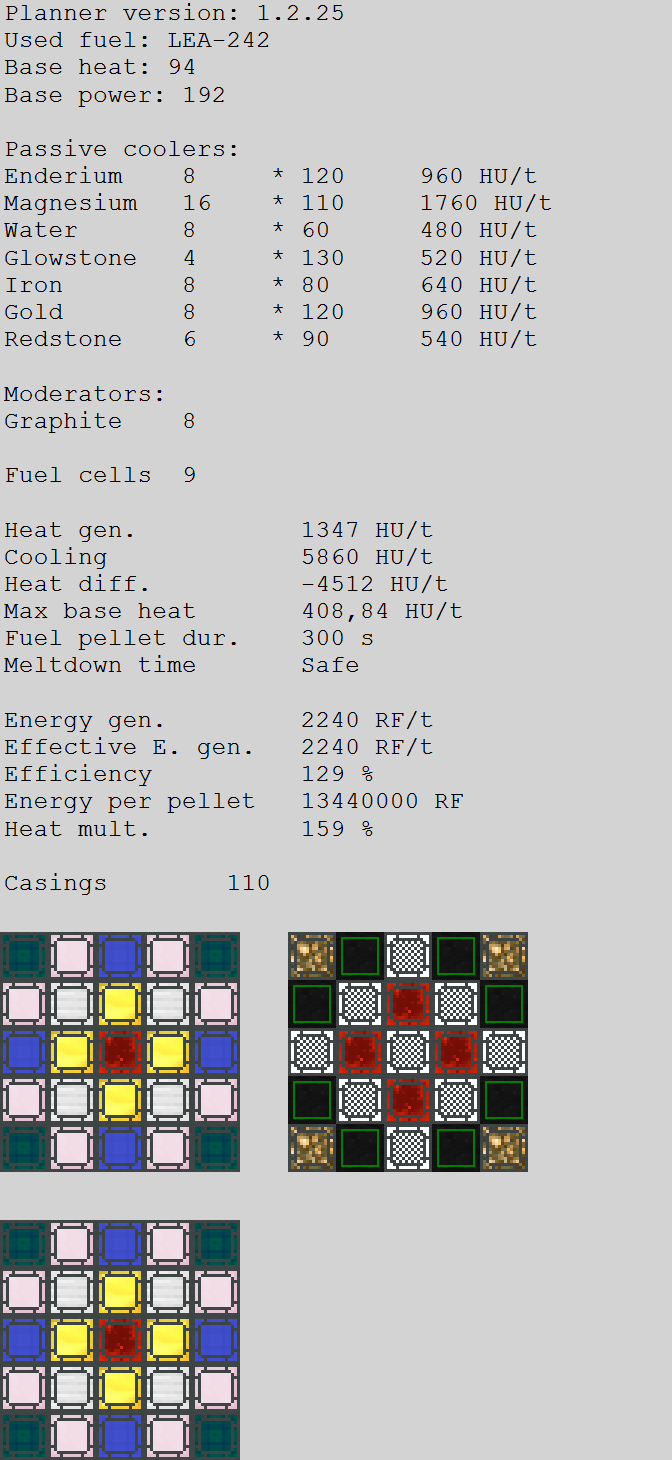 Planner version: 1.2.25
Used fuel: LEA-242
Base heat: 94
Base power: 192
Passive coolers:
Enderium 8 * 120 960 HU/t
Magnesium 16 * 110 1760 HU/t
Water 8 * 60 480 HU/t
Glowstone 4 * 130 520 HU/t
Iron 8 * 80 640 HU/t
Gold 8 * 120 960 HU/t
Redstone 6 * 90 540 HU/t
Moderators:
Graphite 8
Fuel cells 9
Heat gen. 1347 HU/t
Cooling 5860 HU/t
Heat diff. -4512 HU/t
Max base heat 408,84 HU/t
Fuel pellet dur. 300 s
Meltdown time Safe
Energy gen. 2240 RF/t
Effective E. gen. 2240 RF/t
Efficiency 129 %
Energy per pellet 13440000 RF
Heat mult. 159 %
Casings 110